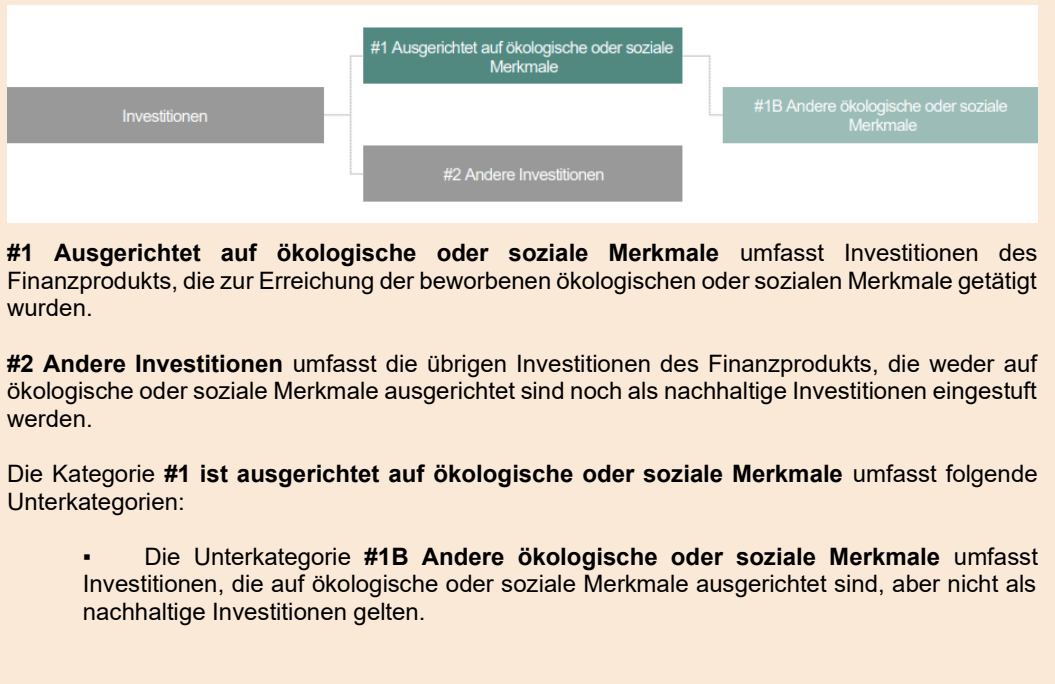 #1 Ausgerichtet auf ökologische oder soziale
Merkmale
Investitionen
#1B Andere ökologische oder soziale
Merkmale
#2 Andere Investitionen
#1 Ausgerichtet auf ökologische oder soziale Merkmale umfasst Investitionen des
Finanzprodukts, die zur Erreichung der beworbenen ökologischen oder sozialen Merkmale getätigt
wurden.
#2 Andere Investitionen umfasst die übrigen Investitionen des Finanzprodukts, die weder auf
ökologische oder soziale Merkmale ausgerichtet sind noch als nachhaltige Investitionen eingestuft
werden.
Die Kategorie #1 ist ausgerichtet auf ökologische oder soziale Merkmale umfasst folgende
Unterkategorien:
▪ Die Unterkategorie #1B Andere ökologische oder soziale Merkmale umfasst
Investitionen, die auf ökologische oder soziale Merkmale ausgerichtet sind, aber nicht als
nachhaltige Investitionen gelten.